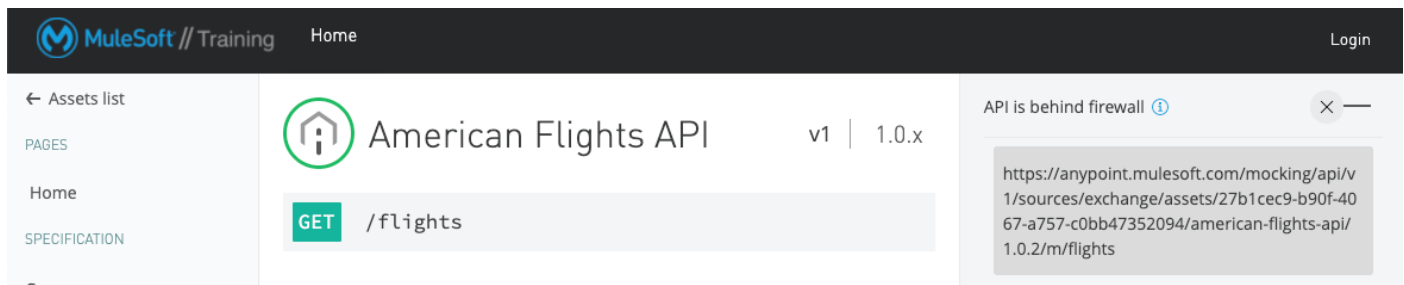 MuleSoft // Training Home Login
← Assets list
PAGES
Home
SPECIFICATION
American Flights API v1 | 1.0.x
GET /flights
API is behind firewall
https://anypoint.mulesoft.com/mocking/api/v
1/sources/exchange/assets/27b1cec9-b90f-40
67-a757-c0bb47352094/american-flights-api/
1.0.2/m/flights